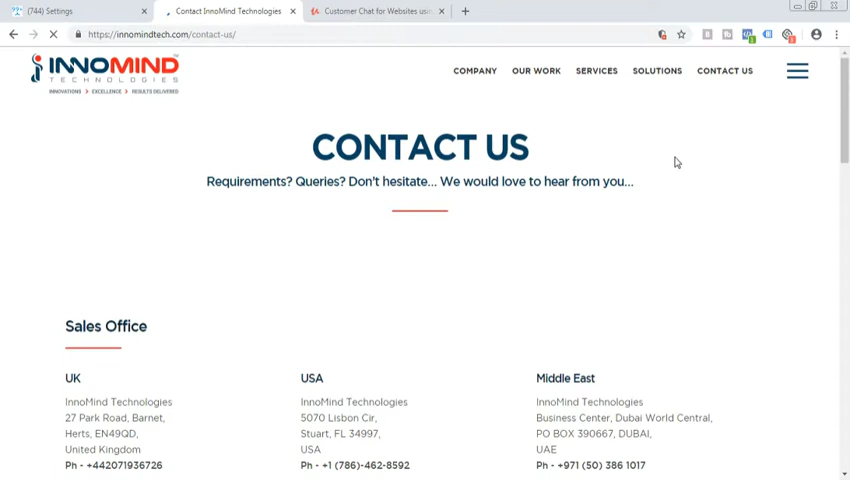 (744) Settings
Contact InnoMind Technologies
Customer Chat for Websites usin
https://innomindtech.com/contact-us/
INNOMIND
TECHNOLOGIES
INNOVATIONS > EXCELLENCE > RESULTS DELIVERED
COMPANY
OUR WORK
SERVICES
SOLUTIONS
CONTACT US
CONTACT US
Requirements? Queries? Don't hesitate... We would love to hear from you...
Sales Office
UK
InnoMind Technologies
27 Park Road, Barnet,
Herts, EN49QD,
United Kingdom
Ph - +442071936726
USA
InnoMind Technologies
5070 Lisbon Cir,
Stuart, FL 34997,
USA
Ph - +1 (786)-462-8592
Middle East
InnoMind Technologies
Business Center, Dubai World Central,
PO BOX 390667, DUBAI,
UAE
Ph - +971 (50) 386 1017